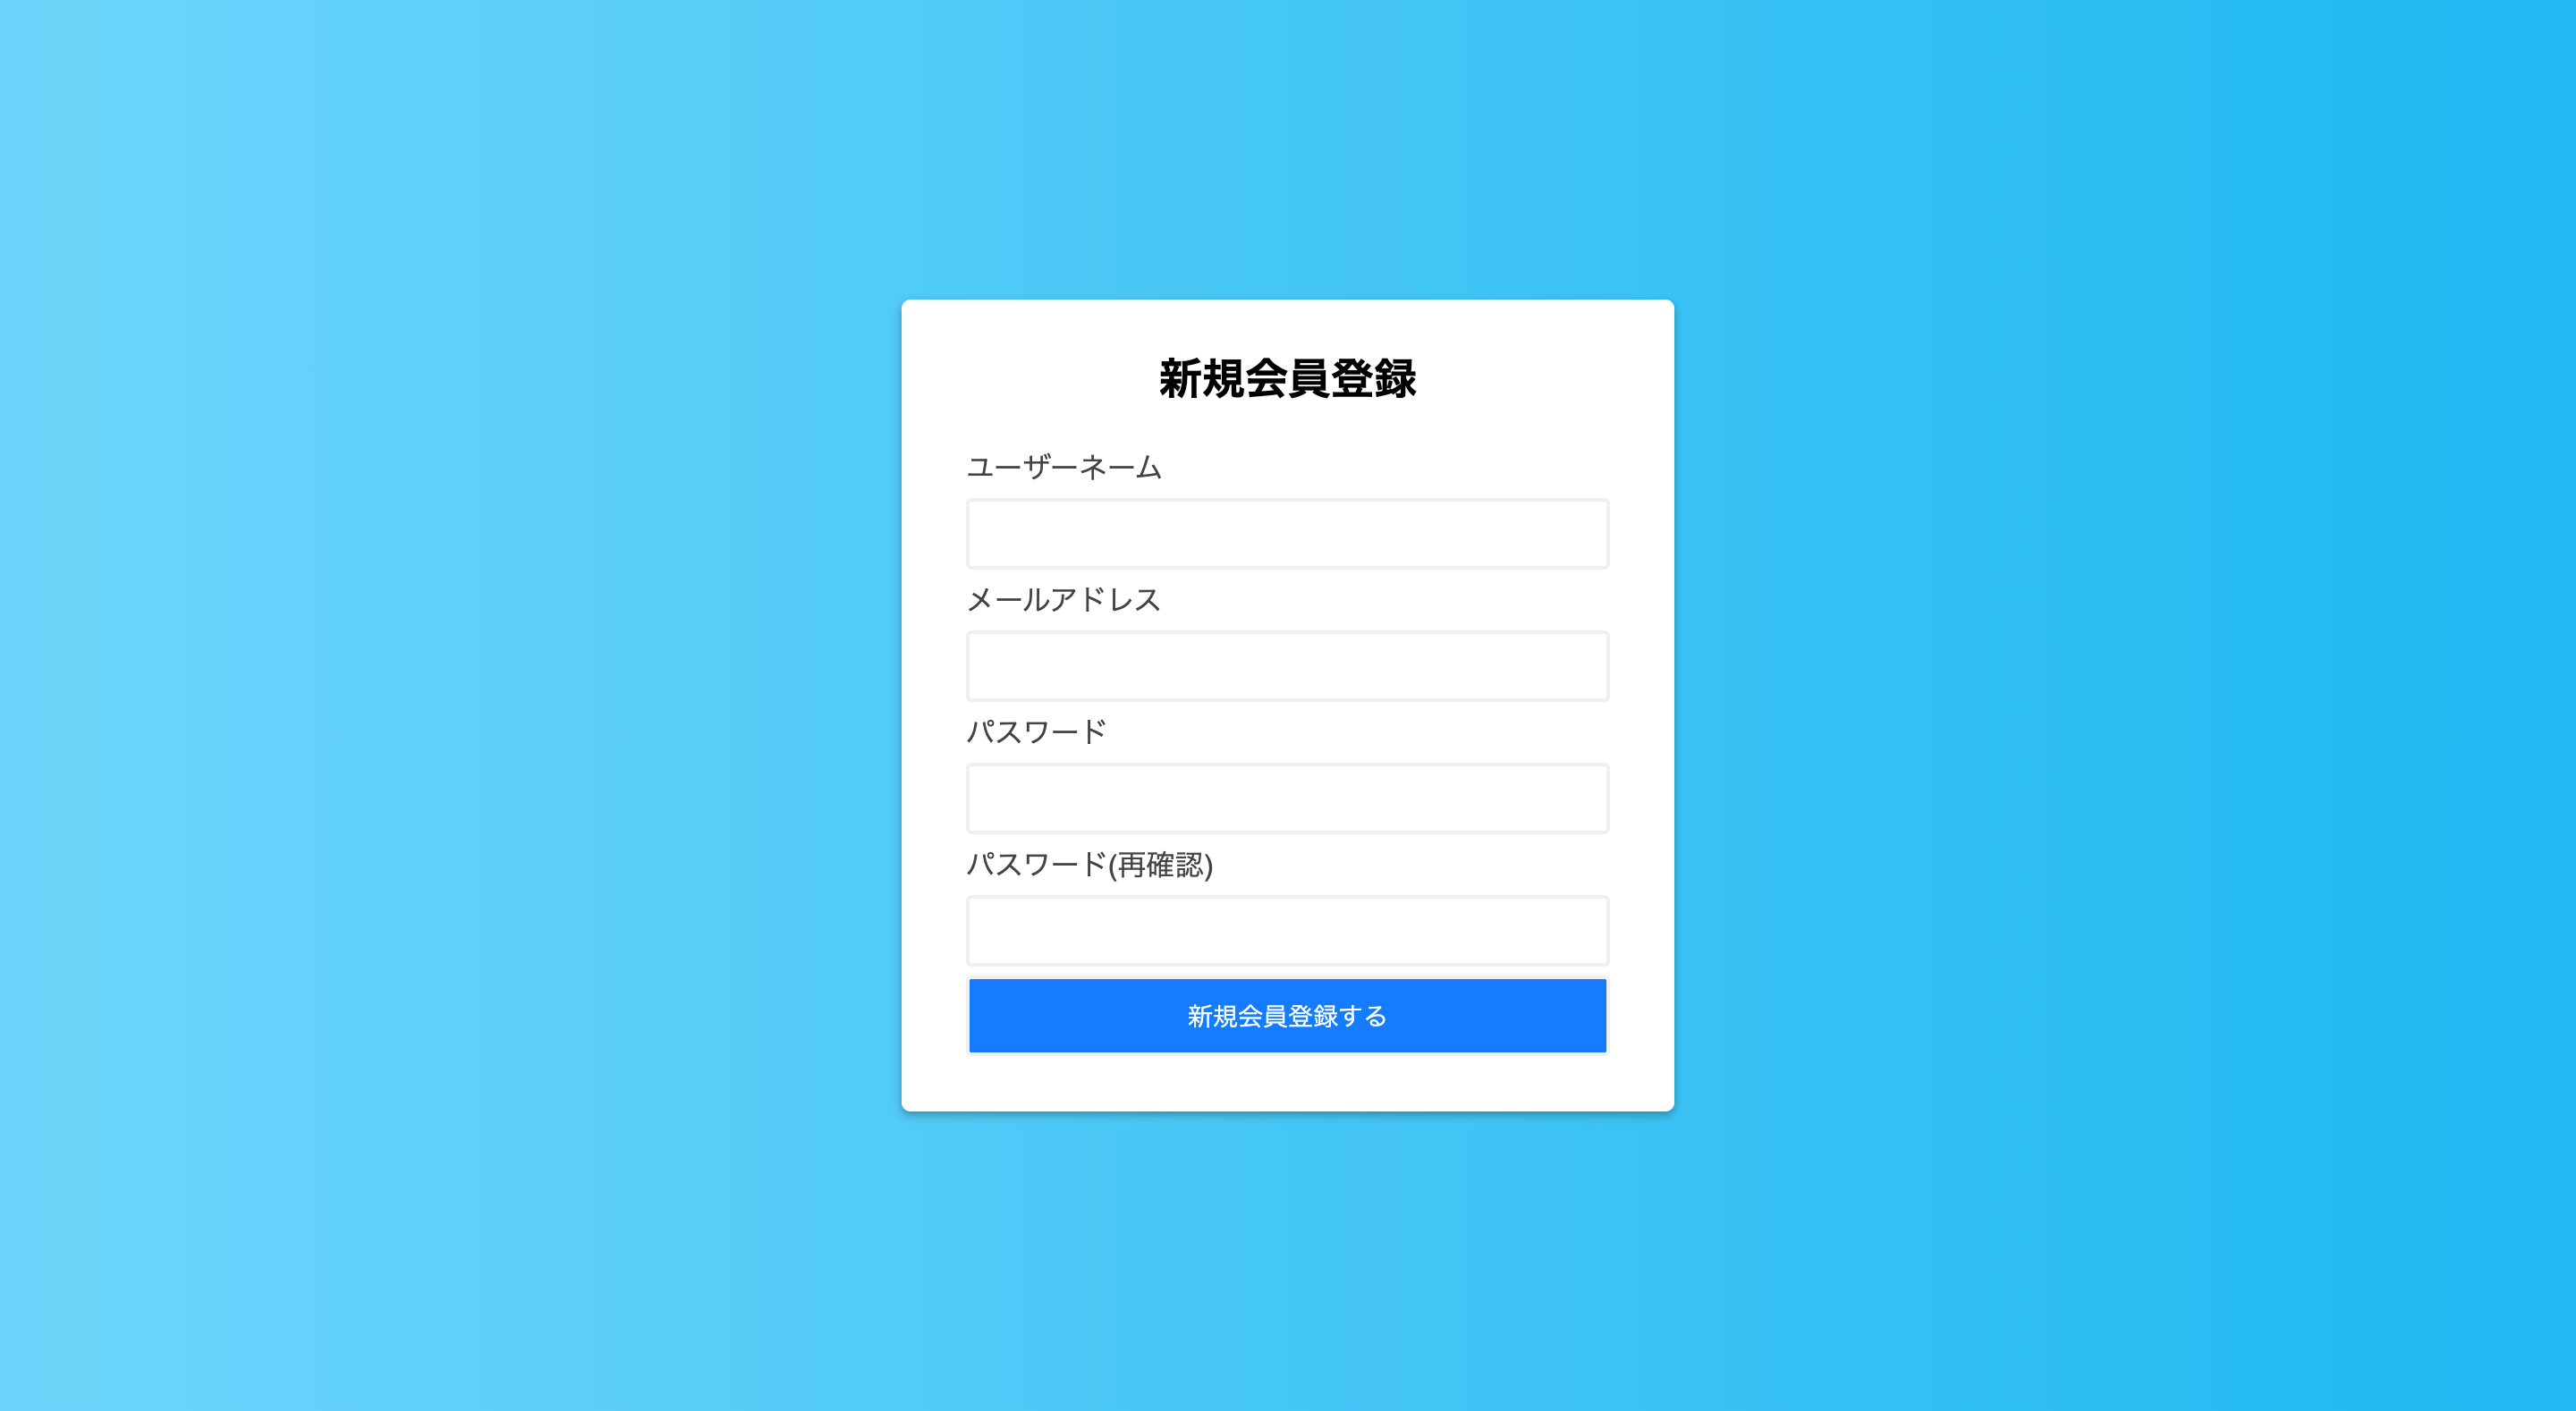 新規会員登録
ユーザーネーム
メールアドレス
パスワード
パスワード(再確認)
新規会員登録する